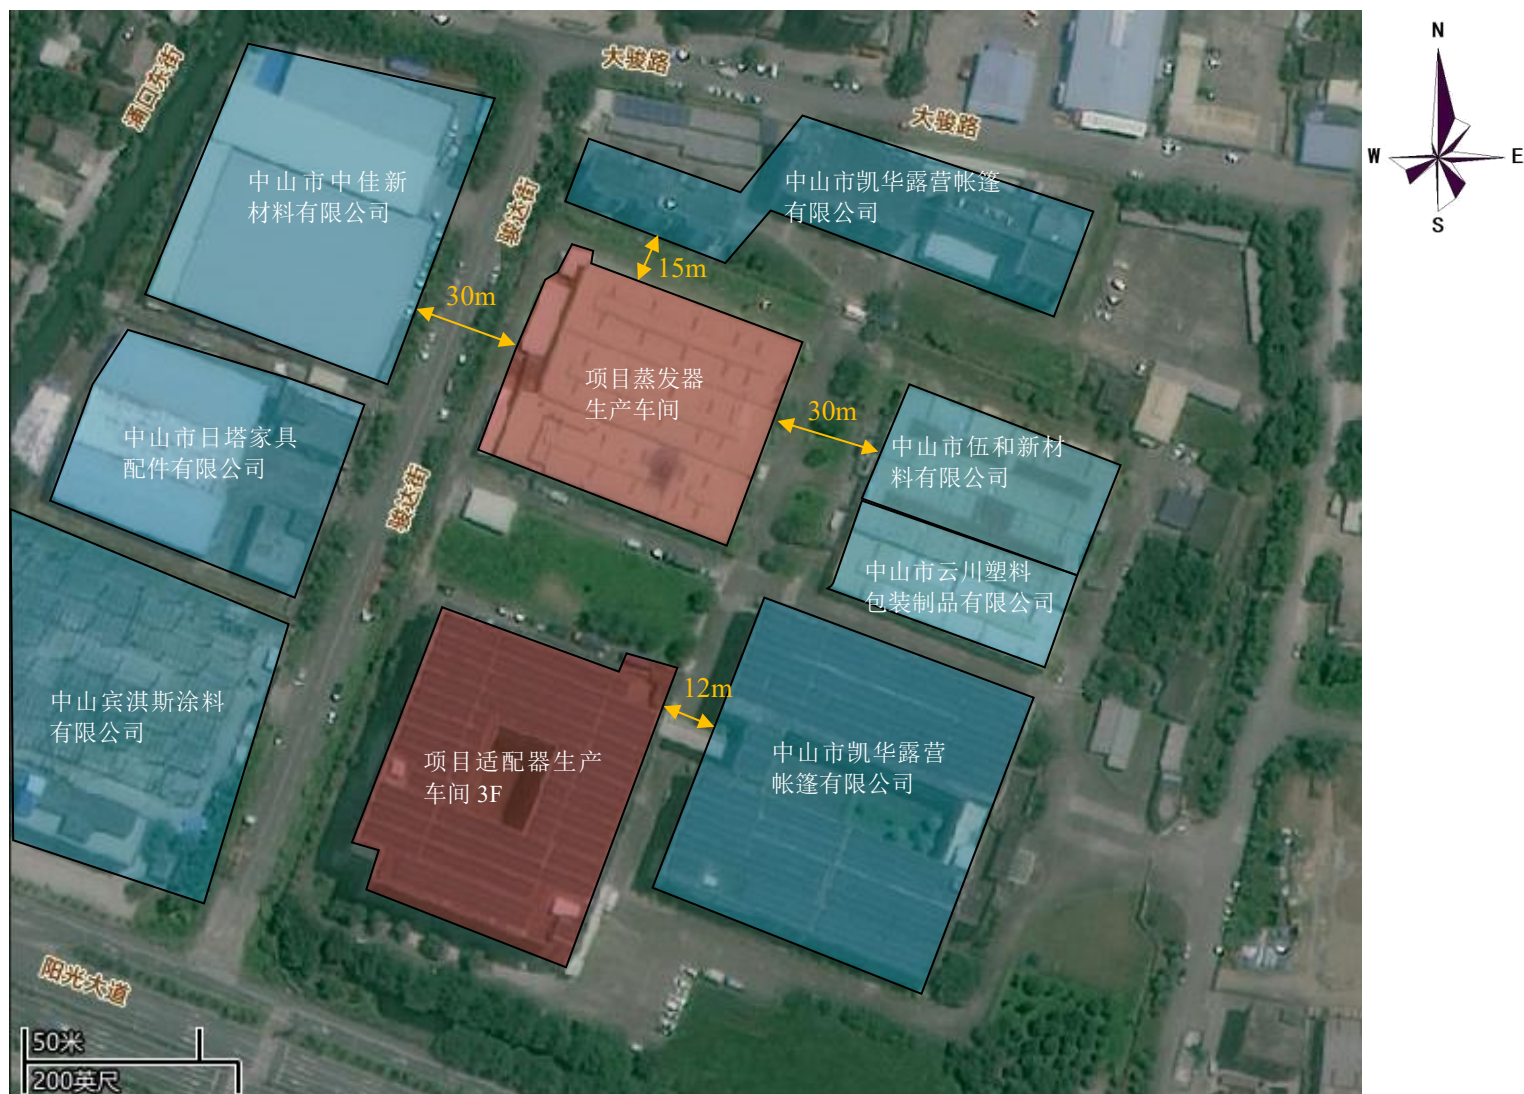 涌口东街
大骏路
大骏路
骏达街
骏达街
阳光大道
中山市中佳新
材料有限公司
中山市凯华露营帐篷
有限公司
15m
30m
项目蒸发器
生产车间
30m
中山市日塔家具
配件有限公司
中山市伍和新材
料有限公司
中山市云川塑料
包装制品有限公司
中山宾淇斯涂料
有限公司
12m
项目适配器生产
车间 3F
中山市凯华露营
帐篷有限公司
50米
200英尺
N
W
E
S